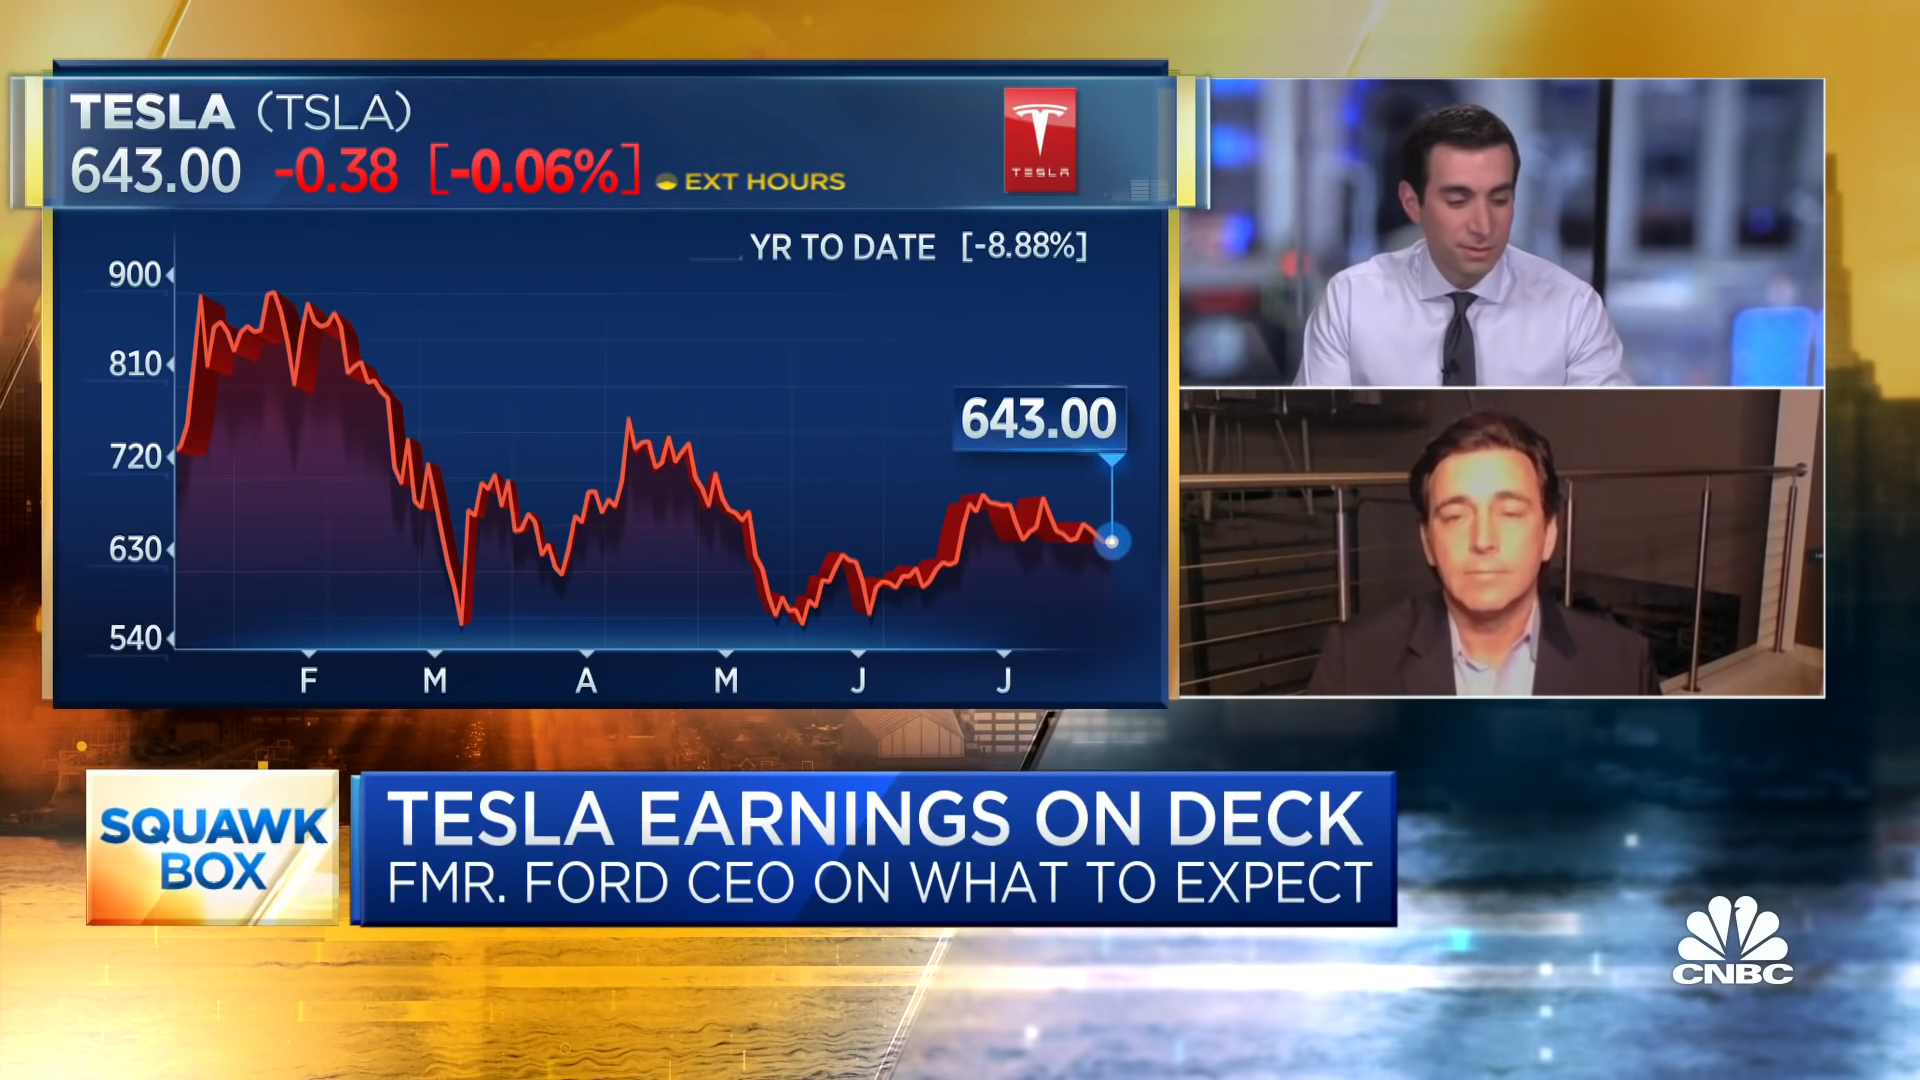 TESLA (TSLA)
643.00 -0.38 [-0.06%] EXT HOURS
TESLA
YR TO DATE [-8.88%]
900
810
720
630
540
643.00
F M A M J J
SQUAWK
BOX
TESLA EARNINGS ON DECK
FMR. FORD CEO ON WHAT TO EXPECT
CNBC